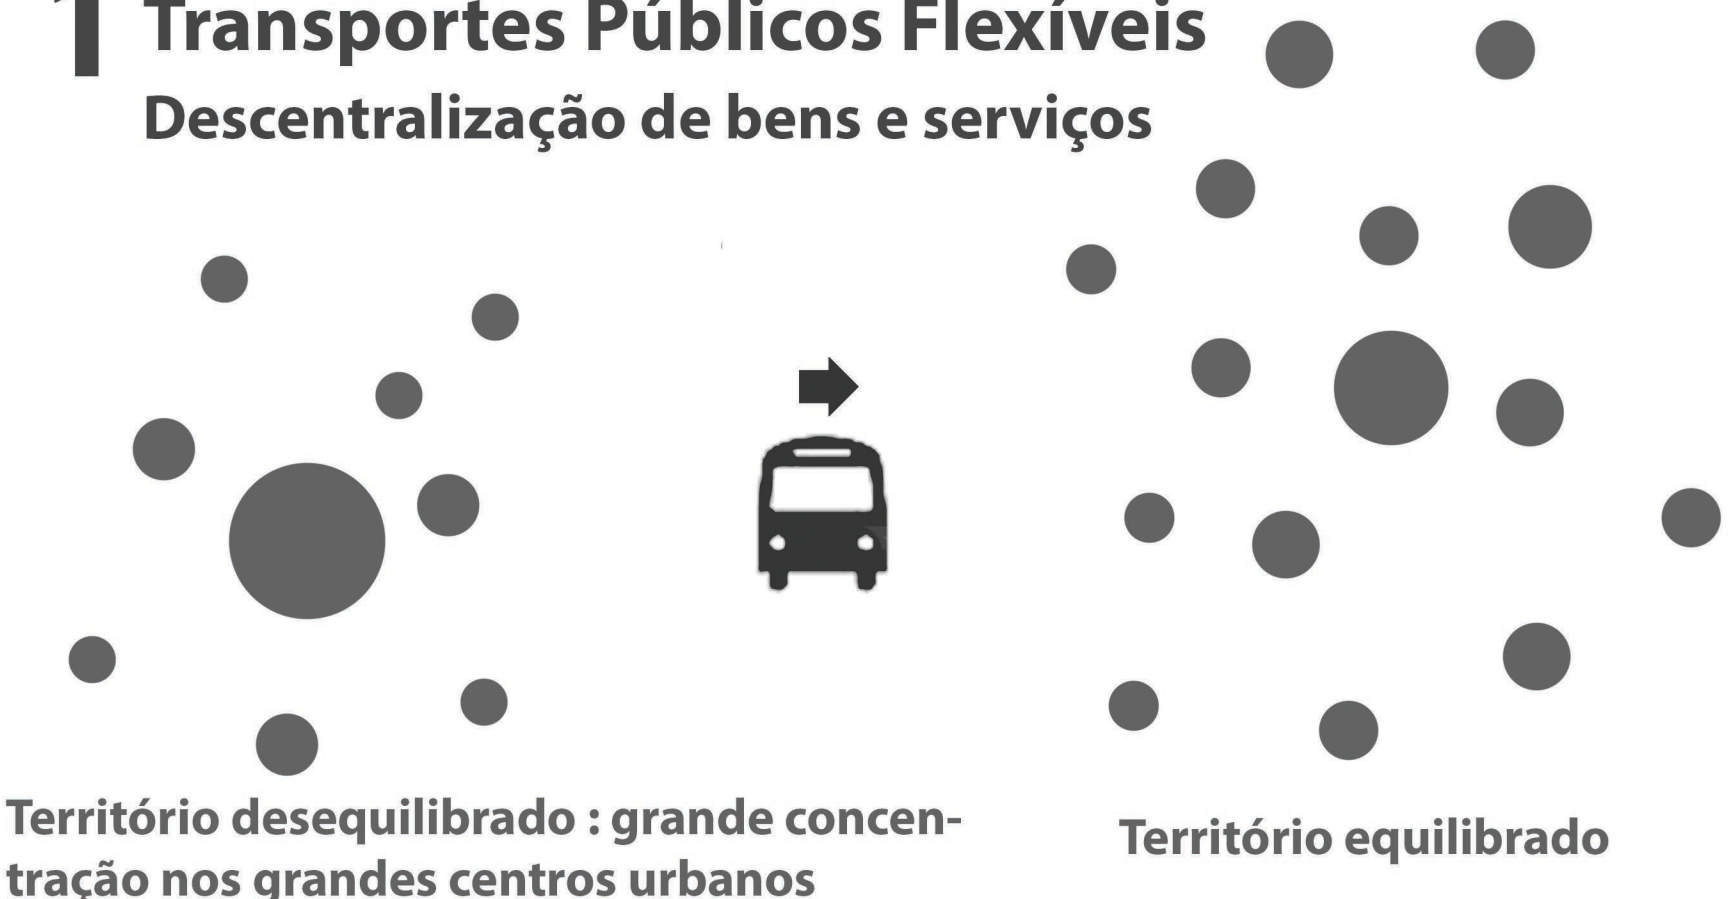 1 Transportes Públicos Flexíveis
Descentralização de bens e serviços
Território desequilibrado : grande concen-
tração nos grandes centros urbanos
Território equilibrado